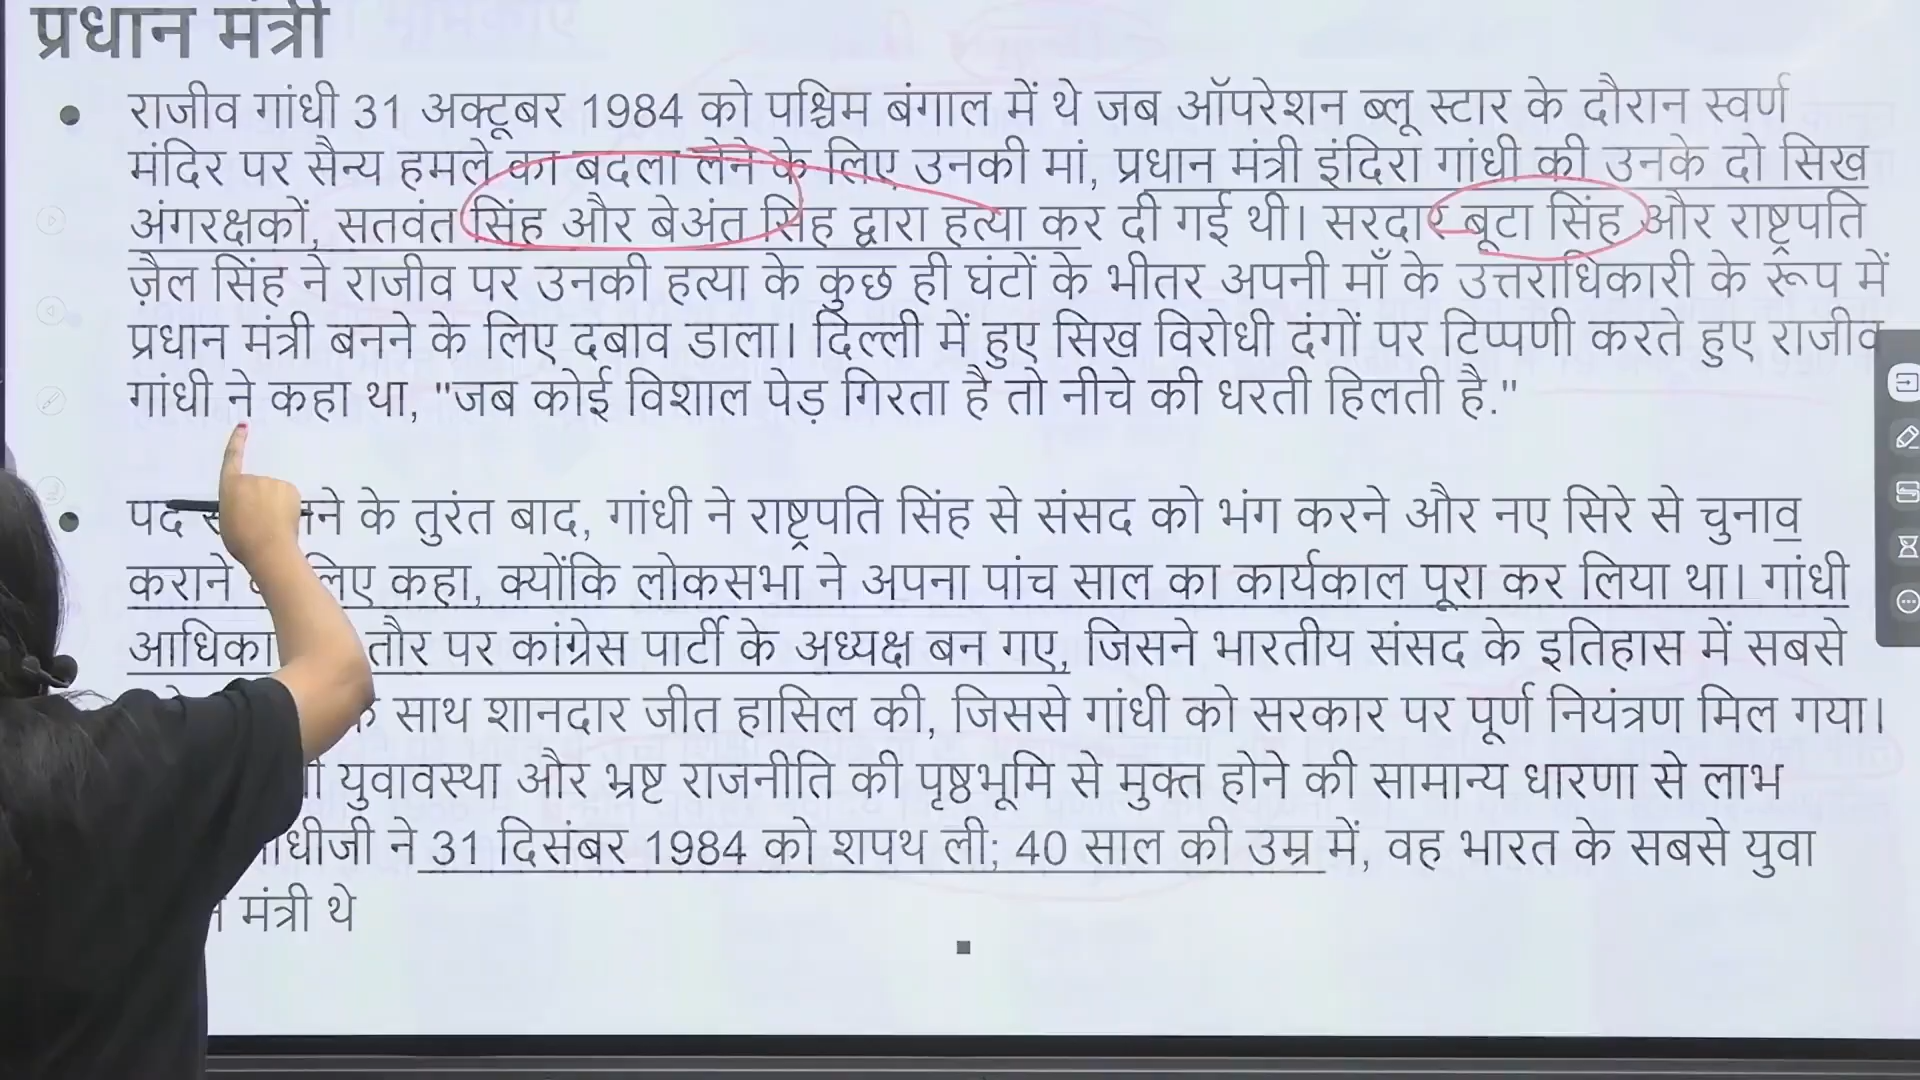 प्रधान मंत्री
राजीव गांधी 31 अक्टूबर 1984 को पश्चिम बंगाल में थे जब ऑपरेशन ब्लू स्टार के दौरान स्वर्ण
मंदिर पर सैन्य हमले का बदला लेने के लिए उनकी मां, प्रधान मंत्री इंदिरा गांधी की उनके दो सिख
अंगरक्षकों, सतवंत सिंह और बेअंत सिंह द्वारा हत्या कर दी गई थी। सरदार बूटा सिंह और राष्ट्रपति
ज़ैल सिंह ने राजीव पर उनकी हत्या के कुछ ही घंटों के भीतर अपनी माँ के उत्तराधिकारी के रूप में
प्रधान मंत्री बनने के लिए दबाव डाला। दिल्ली में हुए सिख विरोधी दंगों पर टिप्पणी करते हुए राजीव
गांधी ने कहा था, "जब कोई विशाल पेड़ गिरता है तो नीचे की धरती हिलती है."
पद के तुरंत बाद, गांधी ने राष्ट्रपति सिंह से संसद को भंग करने और नए सिरे से चुनाव
कराने लिए कहा, क्योंकि लोकसभा ने अपना पांच साल का कार्यकाल पूरा कर लिया था। गांधी
तौर पर कांग्रेस पार्टी के अध्यक्ष बन गए, जिसने भारतीय संसद के इतिहास में सबसे
साथ शानदार जीत हासिल की, जिससे गांधी को सरकार पर पूर्ण नियंत्रण मिल गया।
युवावस्था और भ्रष्ट राजनीति की पृष्ठभूमि से मुक्त होने की सामान्य धारणा से लाभ
ने 31 दिसंबर 1984 को शपथ ली; 40 साल की उम्र में, वह भारत के सबसे युवा
मंत्री थे